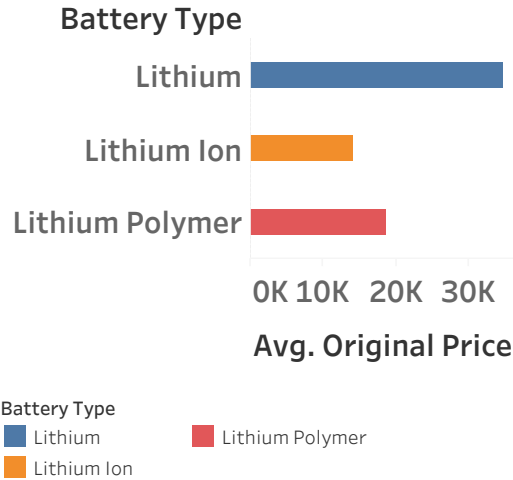 Battery Type
Lithium
Lithium Ion
Lithium Polymer
0K 10K 20K 30K
Avg. Original Price
Battery Type
Lithium Lithium Polymer
Lithium Ion